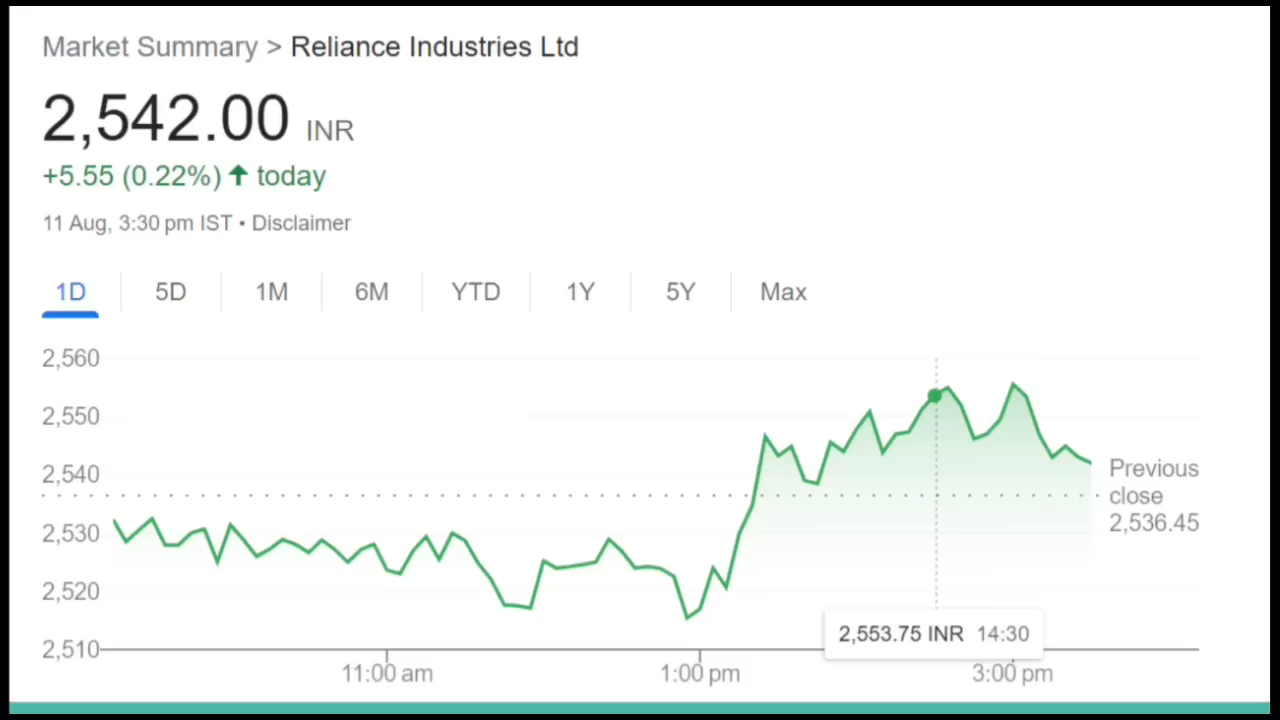 Market Summary > Reliance Industries Ltd
2,542.00 INR
+5.55 (0.22%) ↑ today
11 Aug, 3:30 pm IST • Disclaimer
1D 5D 1M 6M YTD 1Y 5Y Max
2,560
2,550
2,540
2,530
2,520
2,510
Previous
close
2,536.45
2,553.75 INR 14:30
11:00 am 1:00 pm 3:00 pm